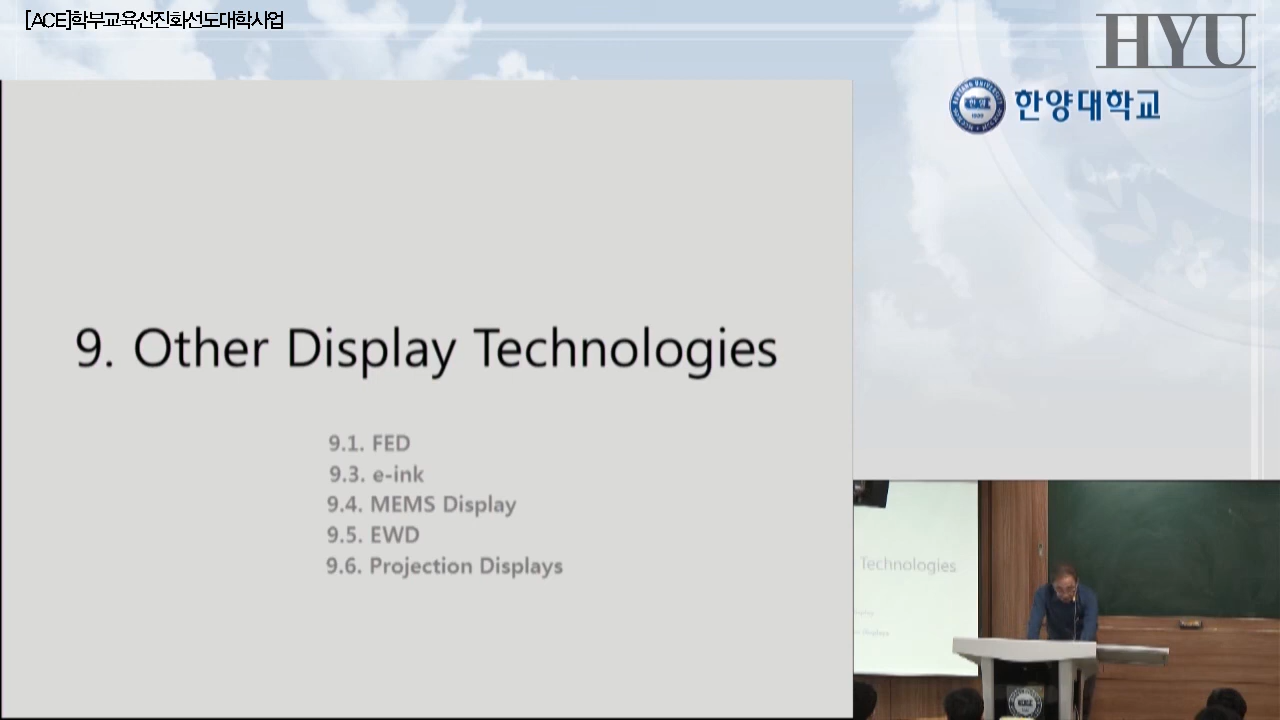 [ACE]학부교육선진화선도대학사업
HYU
한양대학교
9. Other Display Technologies
9.1. FED
9.3. e-ink
9.4. MEMS Display
9.5. EWD
9.6. Projection Displays
Technologies